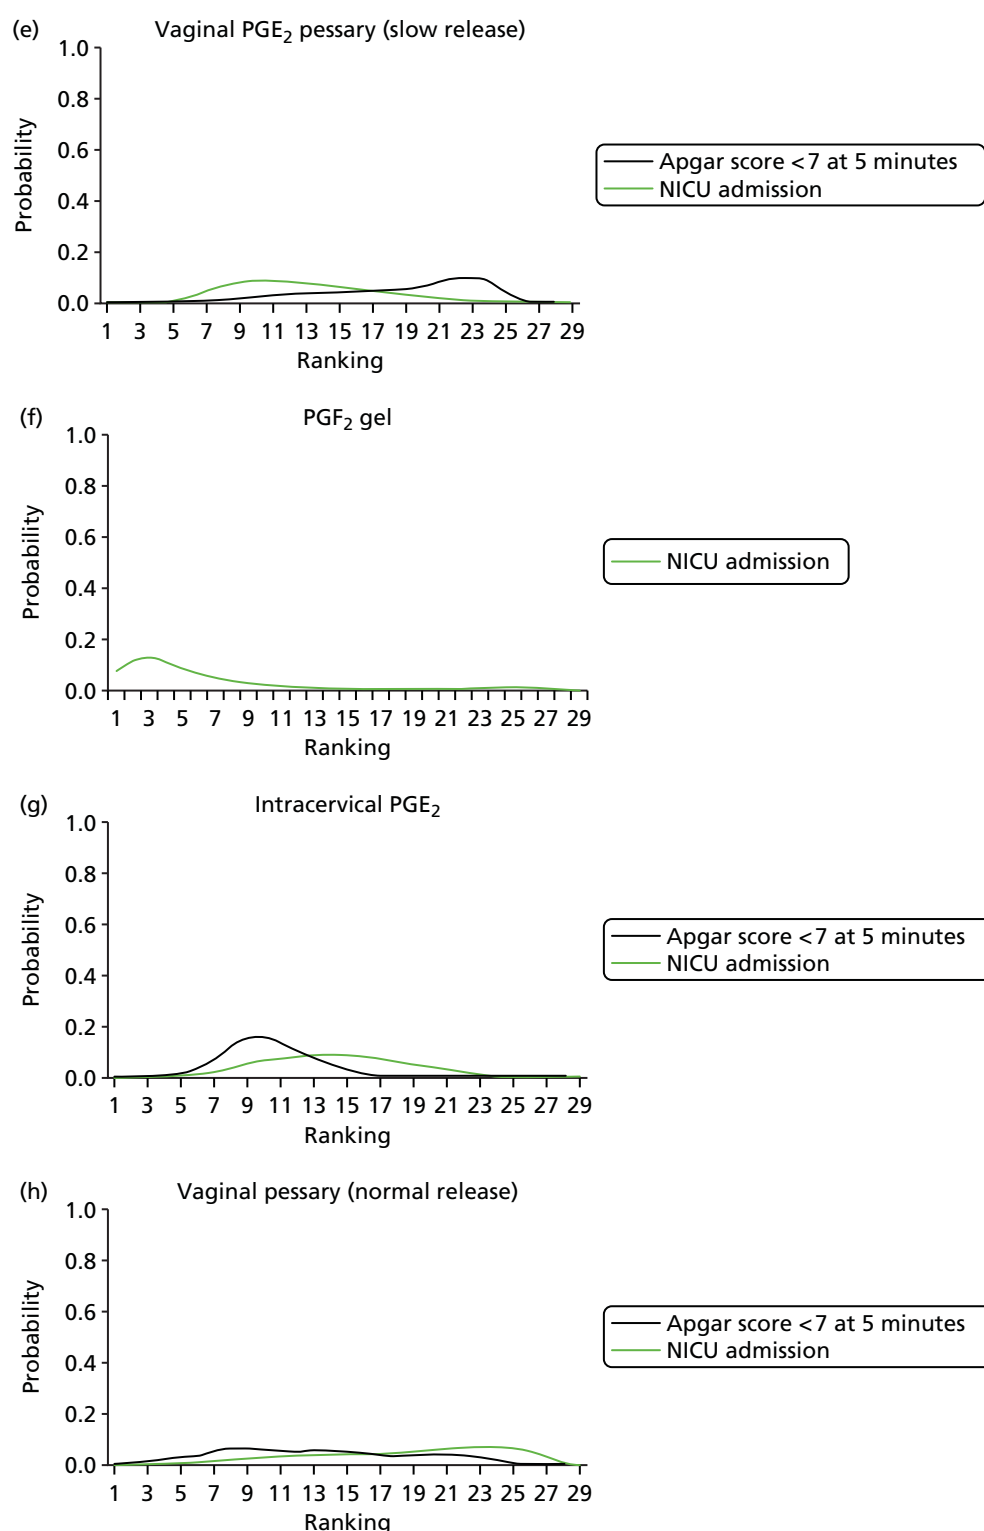 (e) Vaginal PGE₂ pessary (slow release)
1.0
0.8
0.6
0.4
0.2
0.0
Probability
1 3 5 7 9 11 13 15 17 19 21 23 25 27 29
Ranking
Apgar score <7 at 5 minutes
NICU admission
(f) PGF₂ gel
1.0
0.8
0.6
0.4
0.2
0.0
Probability
1 3 5 7 9 11 13 15 17 19 21 23 25 27 29
Ranking
NICU admission
(g) Intracervical PGE₂
1.0
0.8
0.6
0.4
0.2
0.0
Probability
1 3 5 7 9 11 13 15 17 19 21 23 25 27 29
Ranking
Apgar score <7 at 5 minutes
NICU admission
(h) Vaginal pessary (normal release)
1.0
0.8
0.6
0.4
0.2
0.0
Probability
1 3 5 7 9 11 13 15 17 19 21 23 25 27 29
Ranking
Apgar score <7 at 5 minutes
NICU admission